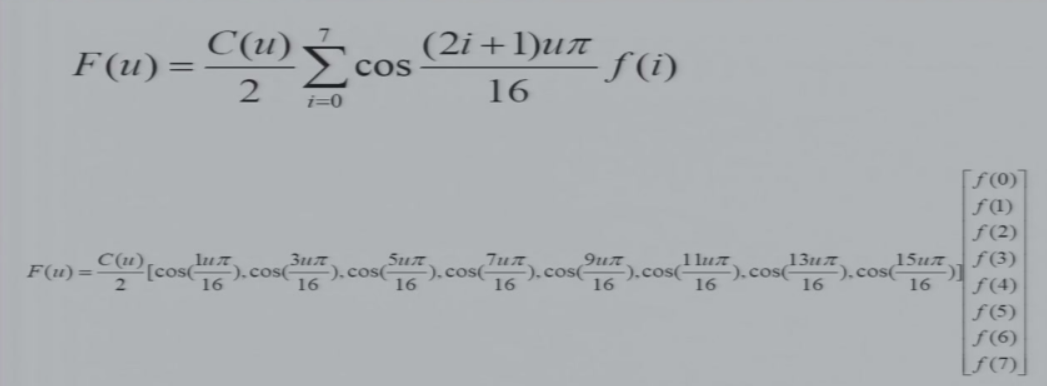 F(u) = \frac{C(u)}{2} \sum_{i=0}^{7} \cos \frac{(2i+1)u\pi}{16} f(i)
F(u) = \frac{C(u)}{2} [\cos(\frac{1u\pi}{16}), \cos(\frac{3u\pi}{16}), \cos(\frac{5u\pi}{16}), \cos(\frac{7u\pi}{16}), \cos(\frac{9u\pi}{16}), \cos(\frac{11u\pi}{16}), \cos(\frac{13u\pi}{16}), \cos(\frac{15u\pi}{16})] \begin{bmatrix} f(0) \\ f(1) \\ f(2) \\ f(3) \\ f(4) \\ f(5) \\ f(6) \\ f(7) \end{bmatrix}